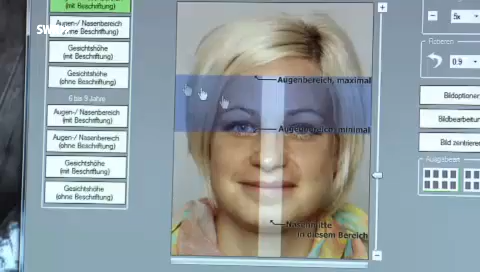 (mit Beschriftung)
SW
Augen-/ Nasenbereich
(ohne Beschriftung)
Gesichtshöhe
(mit Beschriftung)
Gesichtshöhe
(ohne Beschriftung)
6 bis 9 Jahre
Augen-/ Nasenbereich
(mit Beschriftung)
Augen-/ Nasenbereich
(ohne Beschriftung)
Gesichtshöhe
(mit Beschriftung)
Gesichtshöhe
(ohne Beschriftung)
Augenbereich, maximal
Augenbereich, minimal
Nasenmitte
in diesem Bereich
5x
Rotieren
0.9
Bildoptionen
Bildbearbeitun
Bild zentrieren
Ausgabeart